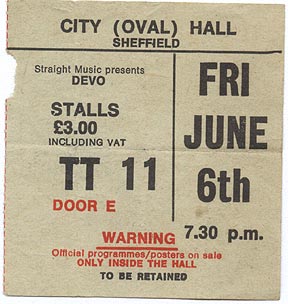 CITY (OVAL) HALL
SHEFFIELD
Straight Music presents
DEVO
STALLS
£3.00
INCLUDING VAT
TT 11
DOOR E
FRI
JUNE
6th
7.30 p.m.
WARNING
Official programmes/posters on sale
ONLY INSIDE THE HALL
TO BE RETAINED